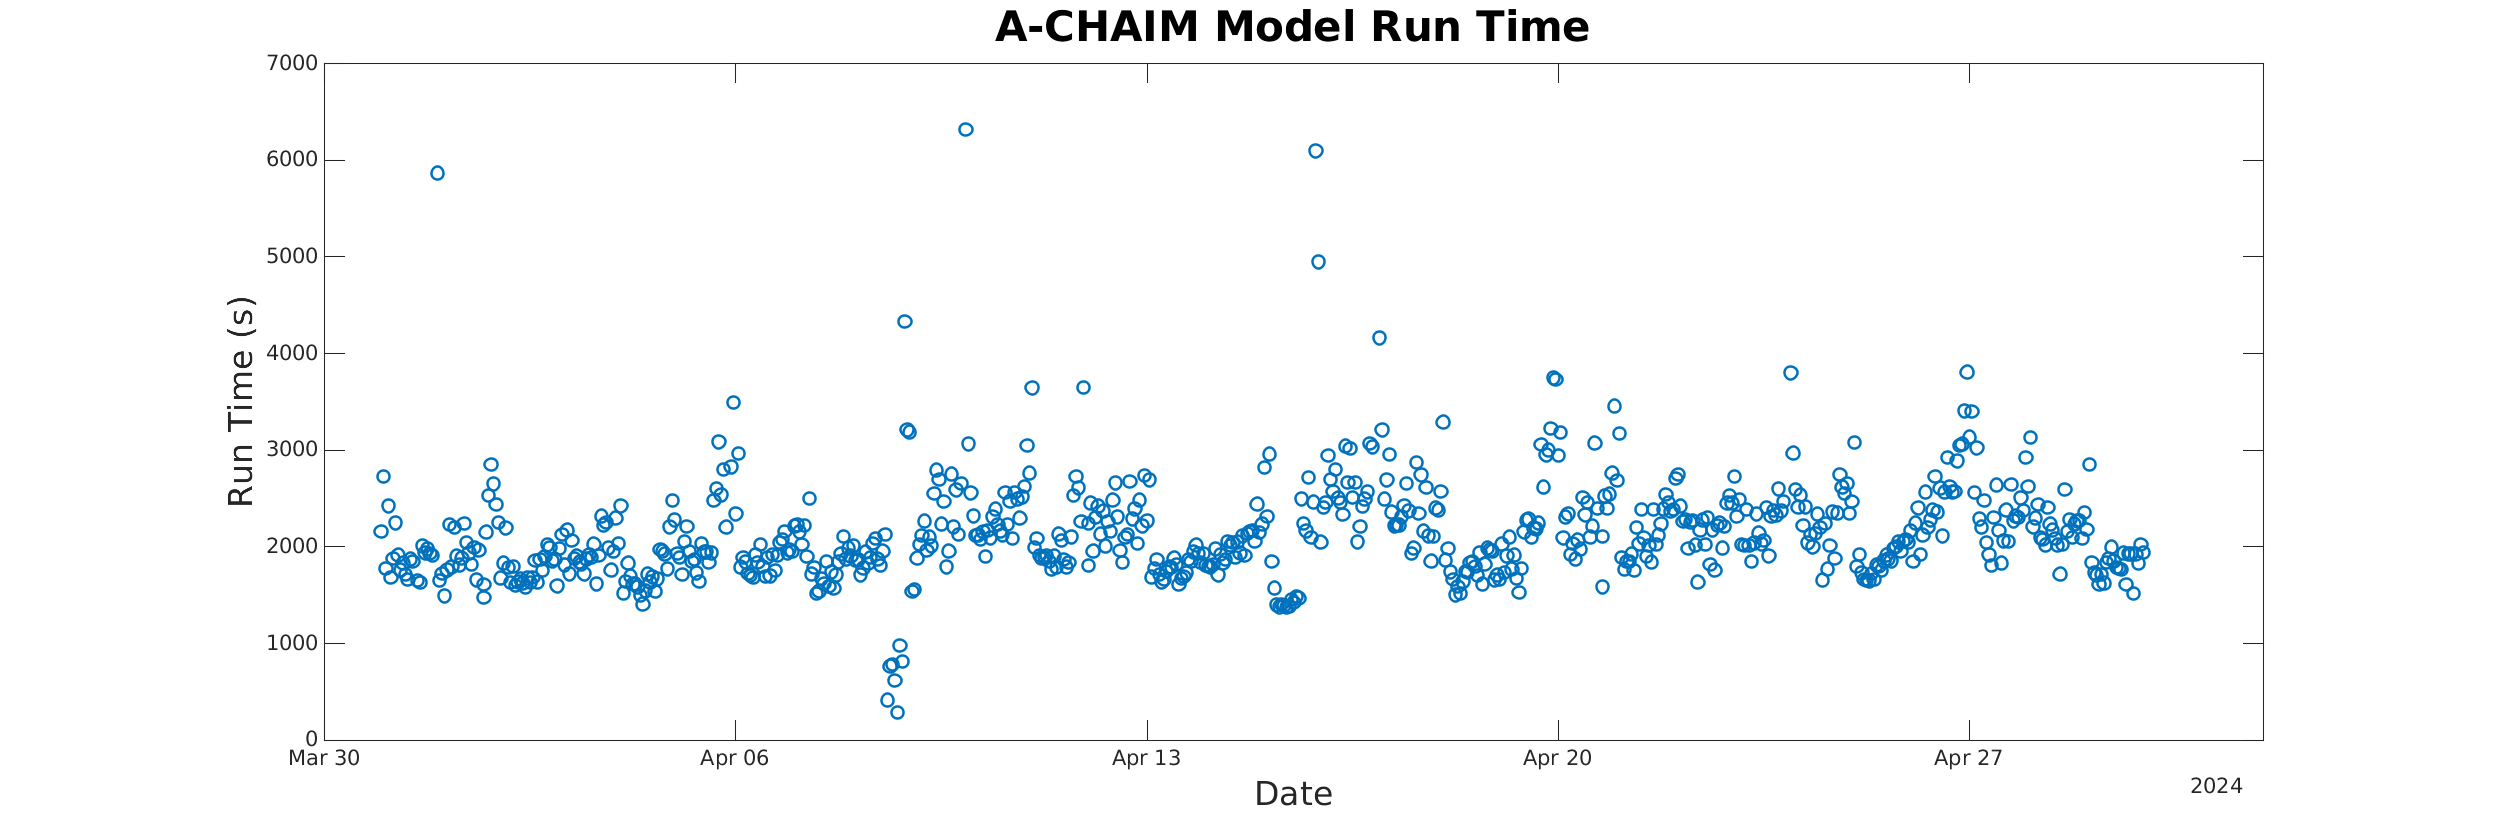 A-CHAIM Model Run Time
Run Time (s)
7000
6000
5000
4000
3000
2000
1000
0
Mar 30 Apr 06 Apr 13 Apr 20 Apr 27
Date
2024